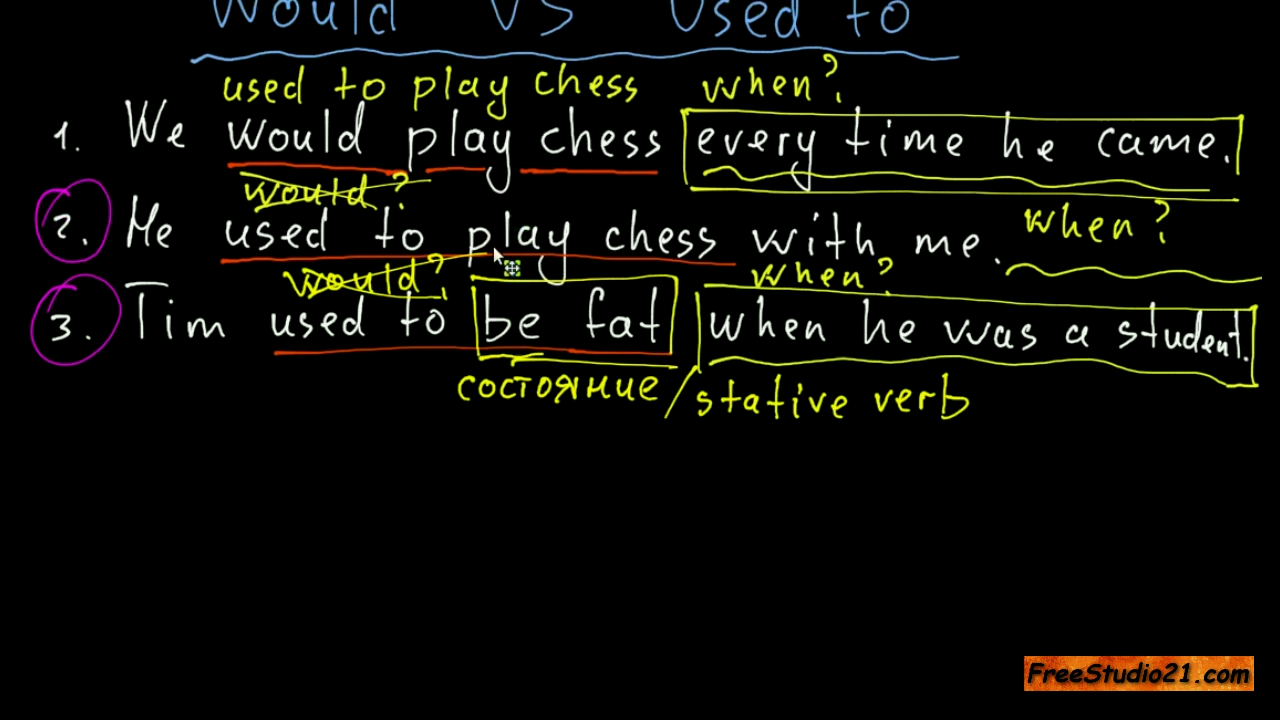 Would VS Used to
used to play chess when?
1. We would play chess every time he came.
would?
2. He used to play chess with me. when?
would? when?
3. Tim used to be fat when he was a student.
состояние / stative verb
FreeStudio21.com